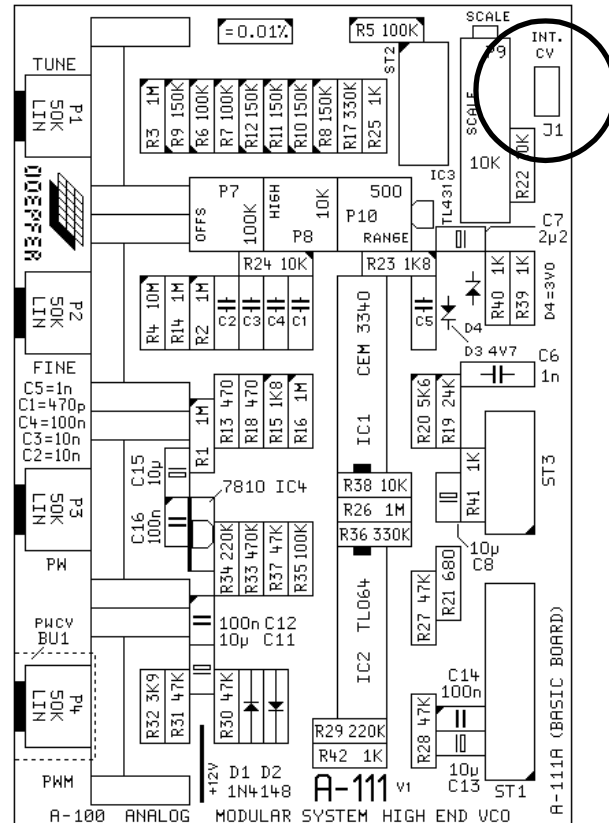 SCALE
=0.01%
R5 100K
ST2
P9
SCALE
10K
INT.
CV
J1
R22
TUNE
P1
50K
LIN
R3 1M
R9 150K
R6 100K
R7 100K
R12 150K
R11 150K
R10 150K
R8 150K
R17 330K
R25 1K
IC3
TL431
DOEPFER
P7
OFFS
100K
HIGH
10K
P8
500
P10
RANGE
C7
2µ2
R24 10K
R23 1K8
P2
50K
LIN
FINE
R4 10M
R14 1M
R2 1M
C2
C3
C4
C1
CEM 3340
IC1
C5
D4
D3 4V7
R40 1K
R39 1K
D4=3V0
C6
1n
C5=1n
C1=470p
C4=100n
C3=10n
C2=10n
R1 1M
R13 470
R18 470
R15 1K8
R16 1M
R20 5K6
R19 24K
R41 1K
ST3
C15
10µ
P3
50K
LIN
PW
C16
100n
7810 IC4
R38 10K
R26 1M
R36 330K
10µ
C8
R34 220K
R33 470K
R37 47K
R35 100K
IC2 TL064
R27 47K
R21 680
100n C12
10µ C11
PWCV
BU1
P4
50K
LIN
PWM
R32 3K9
R31 47K
R30 47K
C14
100n
R28 47K
10µ
C13
ST1
R29 220K
R42 1K
+12V
D1 D2
1N4148
A-111 V1
A-111A (BASIC BOARD)
A-100 ANALOG MODULAR SYSTEM HIGH END VCO